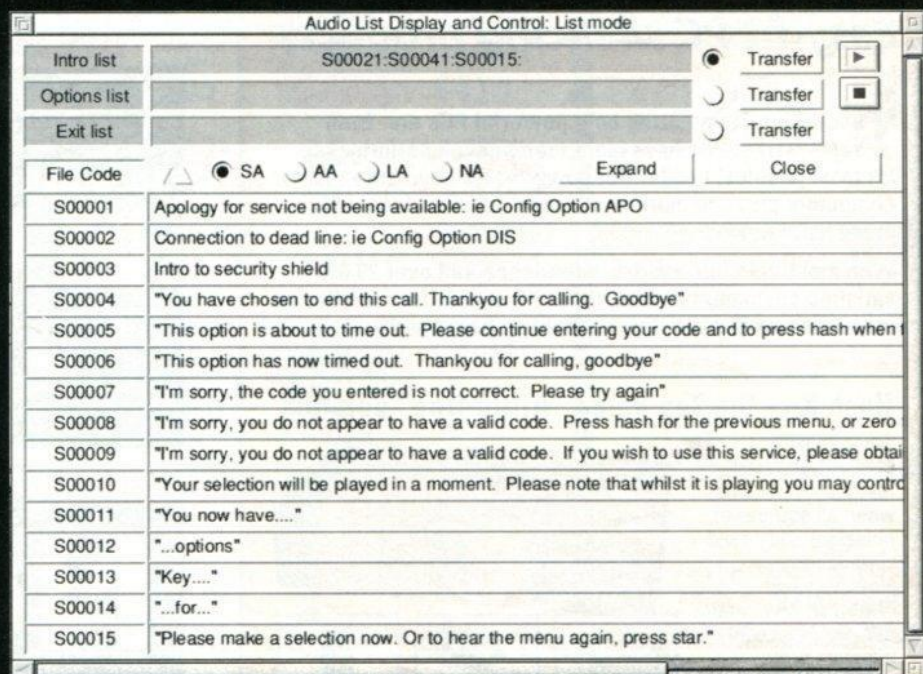 Audio List Display and Control: List mode
Intro list S00021:S00041:S00015: Transfer
Options list Transfer
Exit list Transfer
File Code SA AA LA NA Expand Close
S00001 Apology for service not being available: ie Config Option APO
S00002 Connection to dead line: ie Config Option DIS
S00003 Intro to security shield
S00004 "You have chosen to end this call. Thankyou for calling. Goodbye"
S00005 "This option is about to time out. Please continue entering your code and to press hash when
S00006 "This option has now timed out. Thankyou for calling, goodbye"
S00007 "I'm sorry, the code you entered is not correct. Please try again"
S00008 "I'm sorry, you do not appear to have a valid code. Press hash for the previous menu, or zero
S00009 "I'm sorry, you do not appear to have a valid code. If you wish to use this service, please obtai
S00010 "Your selection will be played in a moment. Please note that whilst it is playing you may contro
S00011 "You now have...."
S00012 "...options"
S00013 "Key...."
S00014 "...for..."
S00015 "Please make a selection now. Or to hear the menu again, press star."